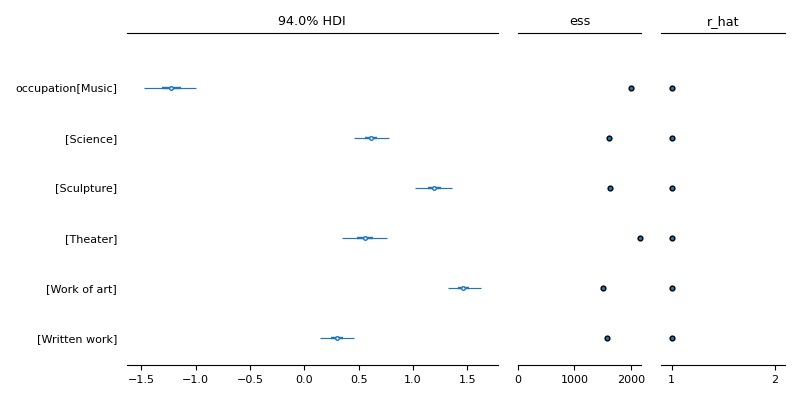 94.0% HDI ess r_hat
occupation[Music]
[Science]
[Sculpture]
[Theater]
[Work of art]
[Written work]
−1.5 −1.0 −0.5 0.0 0.5 1.0 1.5 0 1000 2000 1 2